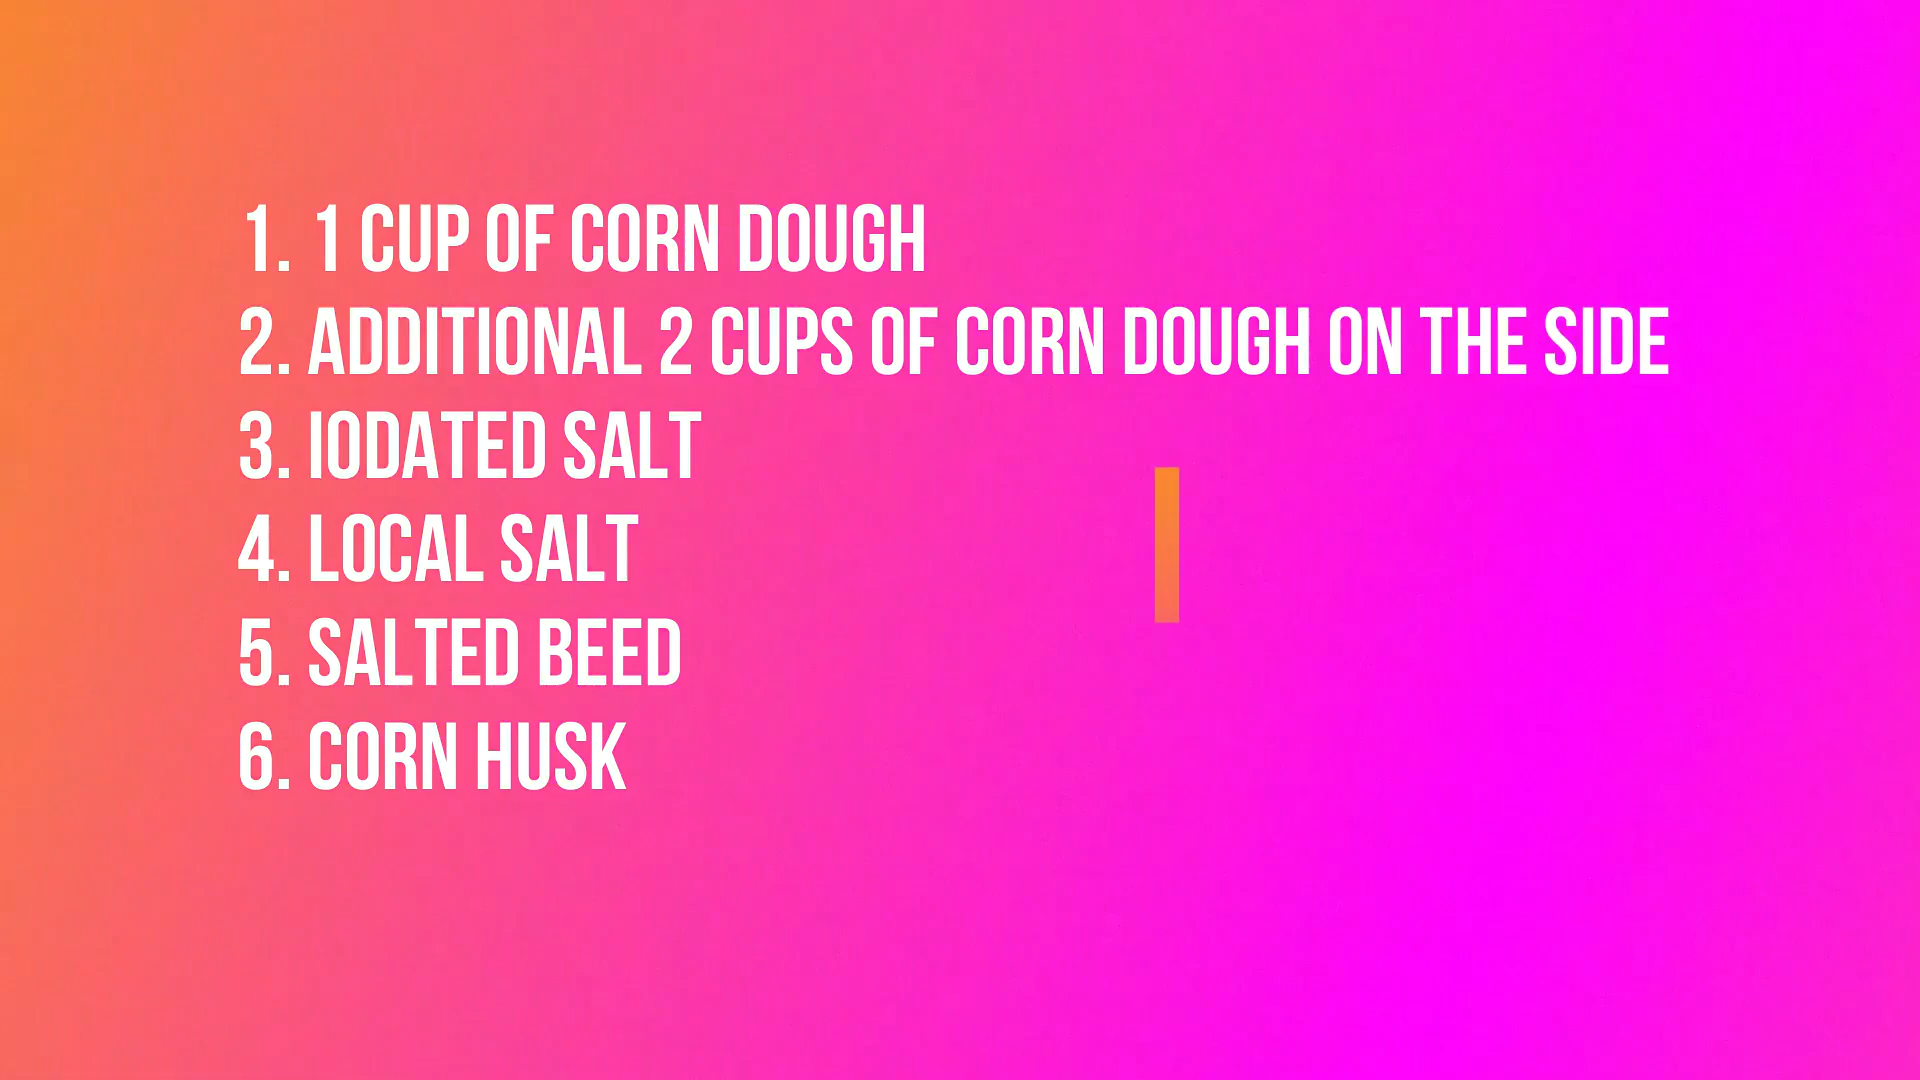 1. 1 CUP OF CORN DOUGH
2. ADDITIONAL 2 CUPS OF CORN DOUGH ON THE SIDE
3. IODATED SALT
4. LOCAL SALT
5. SALTED BEED
6. CORN HUSK